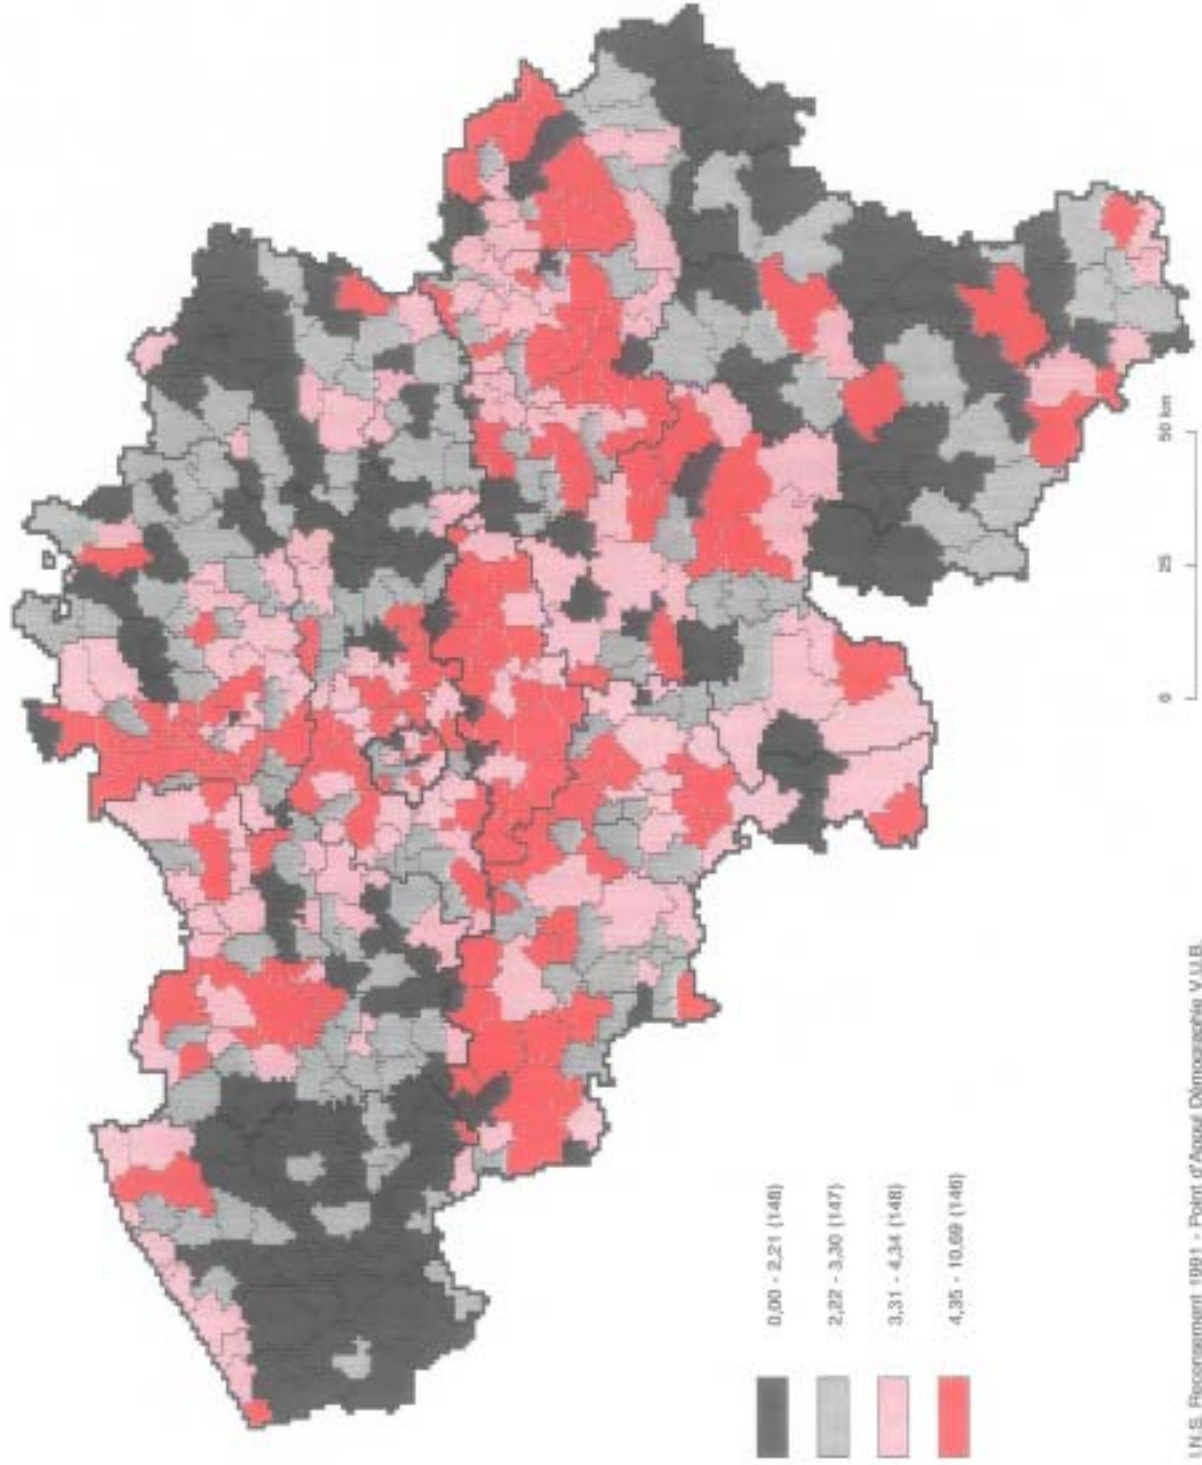 0,00 - 2,21 (148)
2,22 - 3,30 (147)
3,31 - 4,34 (148)
4,35 - 10,69 (146)
0 25 50 km
I.N.S. Recensement 1991 - Point d'Appui Démographie V.U.B.